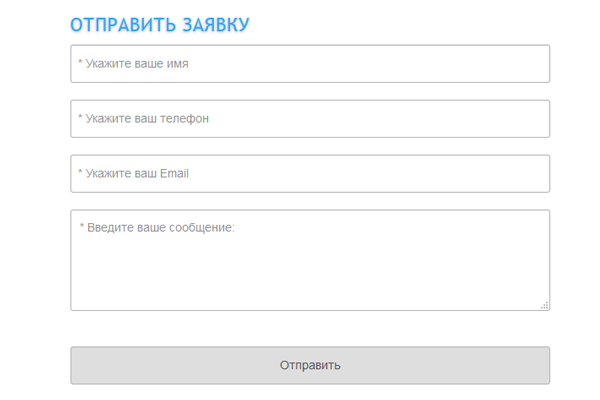 ОТПРАВИТЬ ЗАЯВКУ
* Укажите ваше имя
* Укажите ваш телефон
* Укажите ваш Email
* Введите ваше сообщение:
Отправить